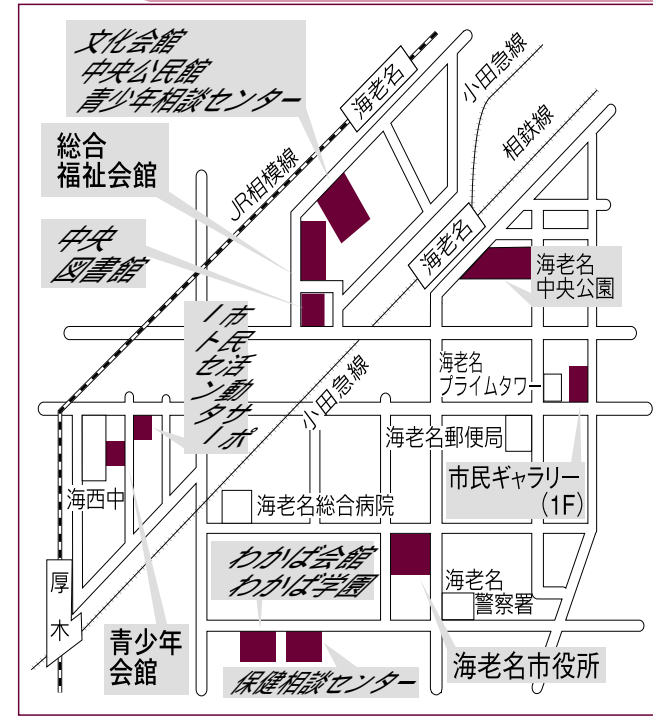 文化会館
中央公民館
青少年相談センター
海老名
小田急線
相鉄線
総合
福祉会館
JR相模線
中央
図書館
海老名
海老名
中央公園
市民活動サポ
ートセンター
小田急線
海老名
プライムタワー
海老名郵便局
市民ギャラリー
(1F)
海西中
海老名総合病院
わかば会館
わかば学園
海老名
警察署
厚木
青少年
会館
保健相談センター
海老名市役所